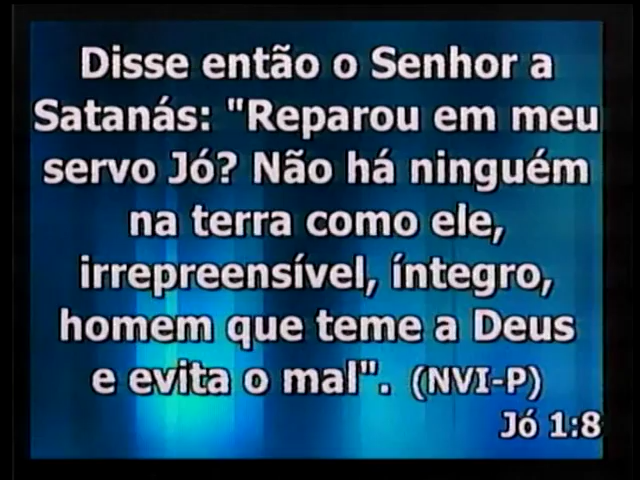 Disse então o Senhor a
Satanás: "Reparou em meu
servo Jó? Não há ninguém
na terra como ele,
irrepreensível, íntegro,
homem que teme a Deus
e evita o mal". (NVI-P)
Jó 1:8